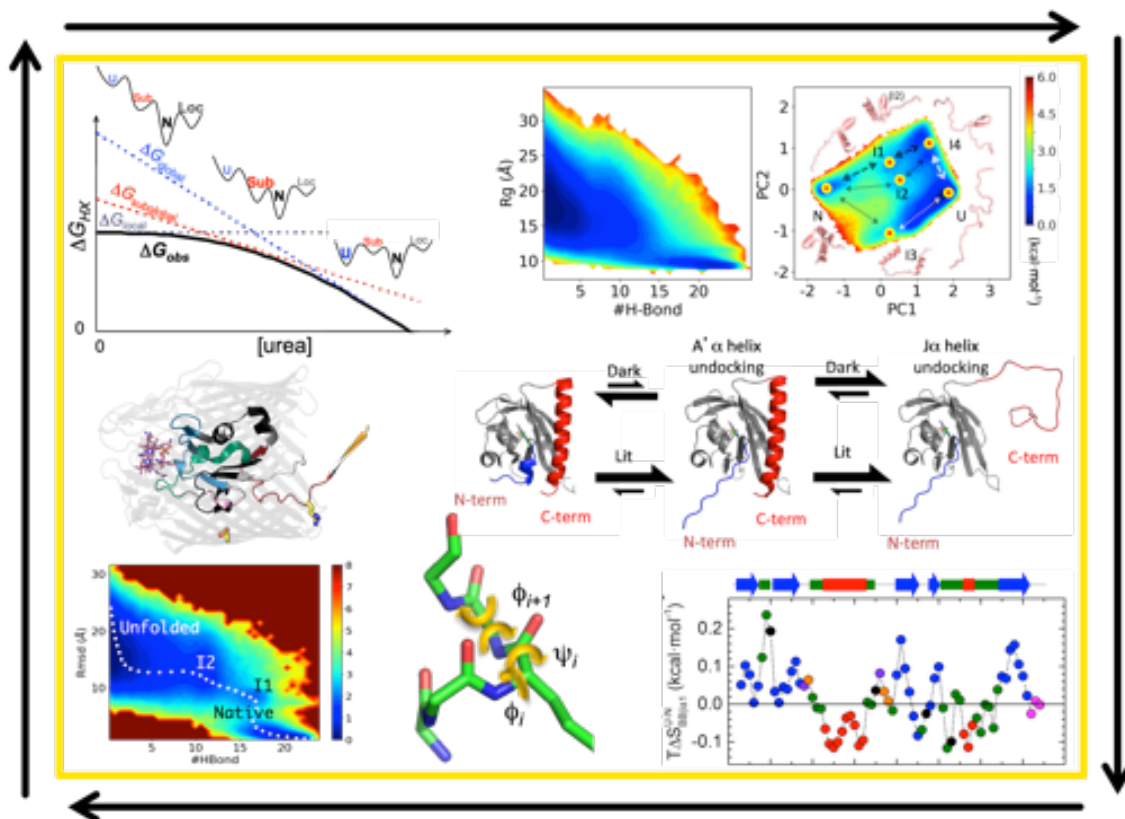 U
Sub
N
Loc
ΔG_global
U
Sub
N
Loc
ΔG_subglobal
ΔG_local
ΔG_obs
U
Sub
N
Loc
ΔG_HX
0
0
[urea]
Rg (Å)
30
25
20
15
10
5
10
20
#H-Bond
PC2
2
1
0
-1
-2
(I2)
I1
I4
I2
N
U
I3
-2
-1
0
1
2
3
PC1
6.0
4.5
3.0
1.5
0.0
(kcal·mol⁻¹)
A' α helix
undocking
Jα helix
undocking
Dark
Dark
Lit
Lit
N-term
C-term
N-term
C-term
N-term
C-term
Rmsd (Å)
30
20
10
Unfolded
I2
I1
Native
5
10
15
20
#HBond
8
7
6
5
4
3
2
1
0
ϕi+1
ψi
ϕi
0.2
0.1
0.0
-0.1
(kcal·mol⁻¹)